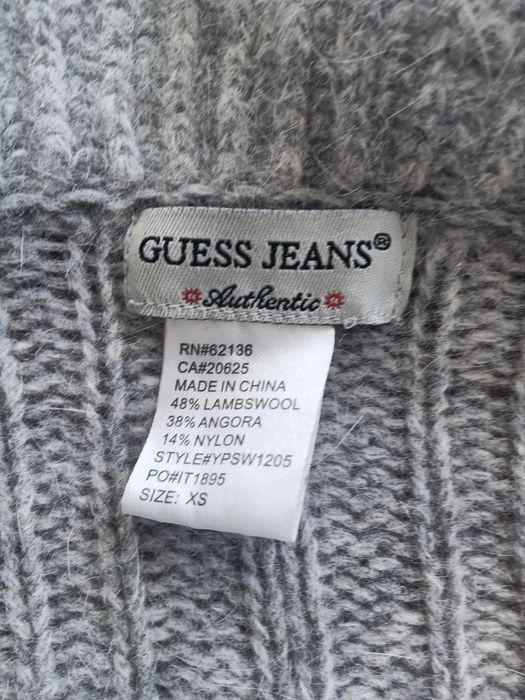 GUESS JEANS®
Authentic
RN#62136
CA#20625
MADE IN CHINA
48% LAMBSWOOL
38% ANGORA
14% NYLON
STYLE#YPSW1205
PO#IT1895
SIZE: XS